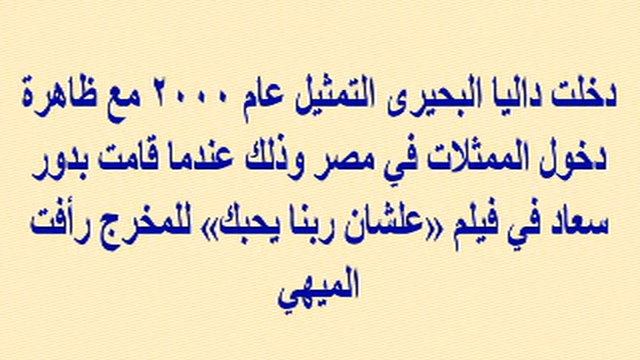 دخلت داليا البحيرى التمثيل عام ٢٠٠٠ مع ظاهرة
دخول الممثلات في مصر وذلك عندما قامت بدور
سعاد في فيلم «علشان ربنا يحبك» للمخرج رأفت
الميهي